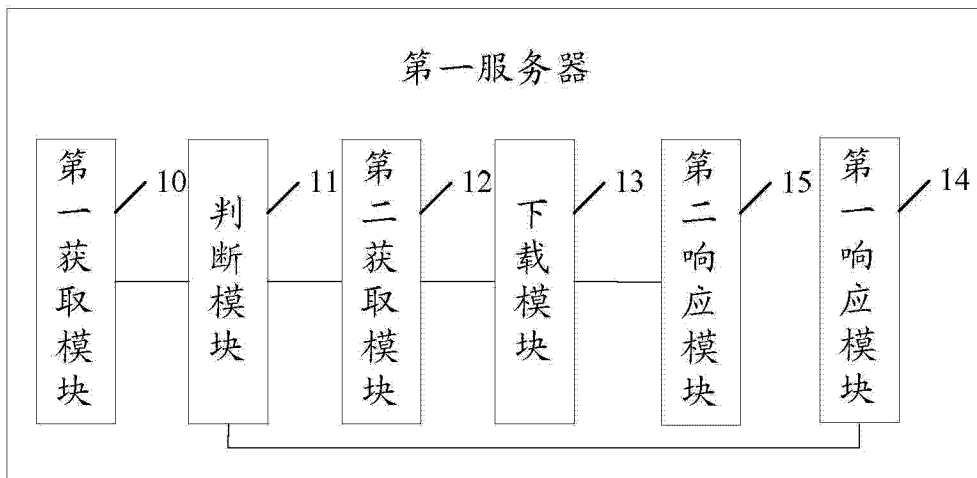 第一服务器
第一获取模块
10
判断模块
11
第二获取模块
12
下载模块
13
第二响应模块
15
第一响应模块
14